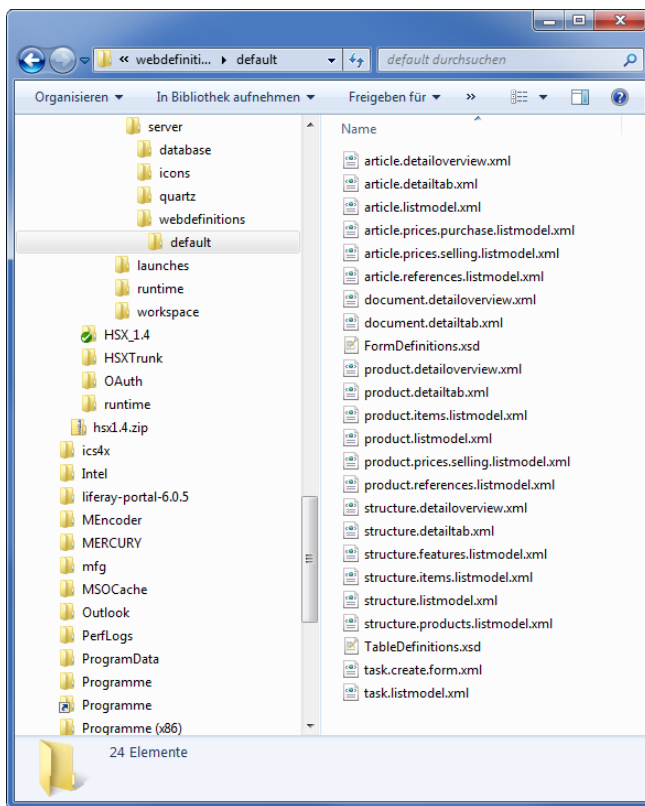 « webdefiniti... default
default durchsuchen
Organisieren In Bibliothek aufnehmen Freigeben für »
server
database
icons
quartz
webdefinitions
default
launches
runtime
workspace
HSX_1.4
HSXTrunk
OAuth
runtime
hsx1.4.zip
ics4x
Intel
liferay-portal-6.0.5
MEncoder
MERCURY
mfg
MSOCache
Outlook
PerfLogs
ProgramData
Programme
Programme
Programme (x86)
Name
article.detailoverview.xml
article.detailtab.xml
article.listmodel.xml
article.prices.purchase.listmodel.xml
article.prices.selling.listmodel.xml
article.references.listmodel.xml
document.detailoverview.xml
document.detailtab.xml
FormDefinitions.xsd
product.detailoverview.xml
product.detailtab.xml
product.items.listmodel.xml
product.listmodel.xml
product.prices.selling.listmodel.xml
product.references.listmodel.xml
structure.detailoverview.xml
structure.detailtab.xml
structure.features.listmodel.xml
structure.items.listmodel.xml
structure.listmodel.xml
structure.products.listmodel.xml
TableDefinitions.xsd
task.create.form.xml
task.listmodel.xml
24 Elemente